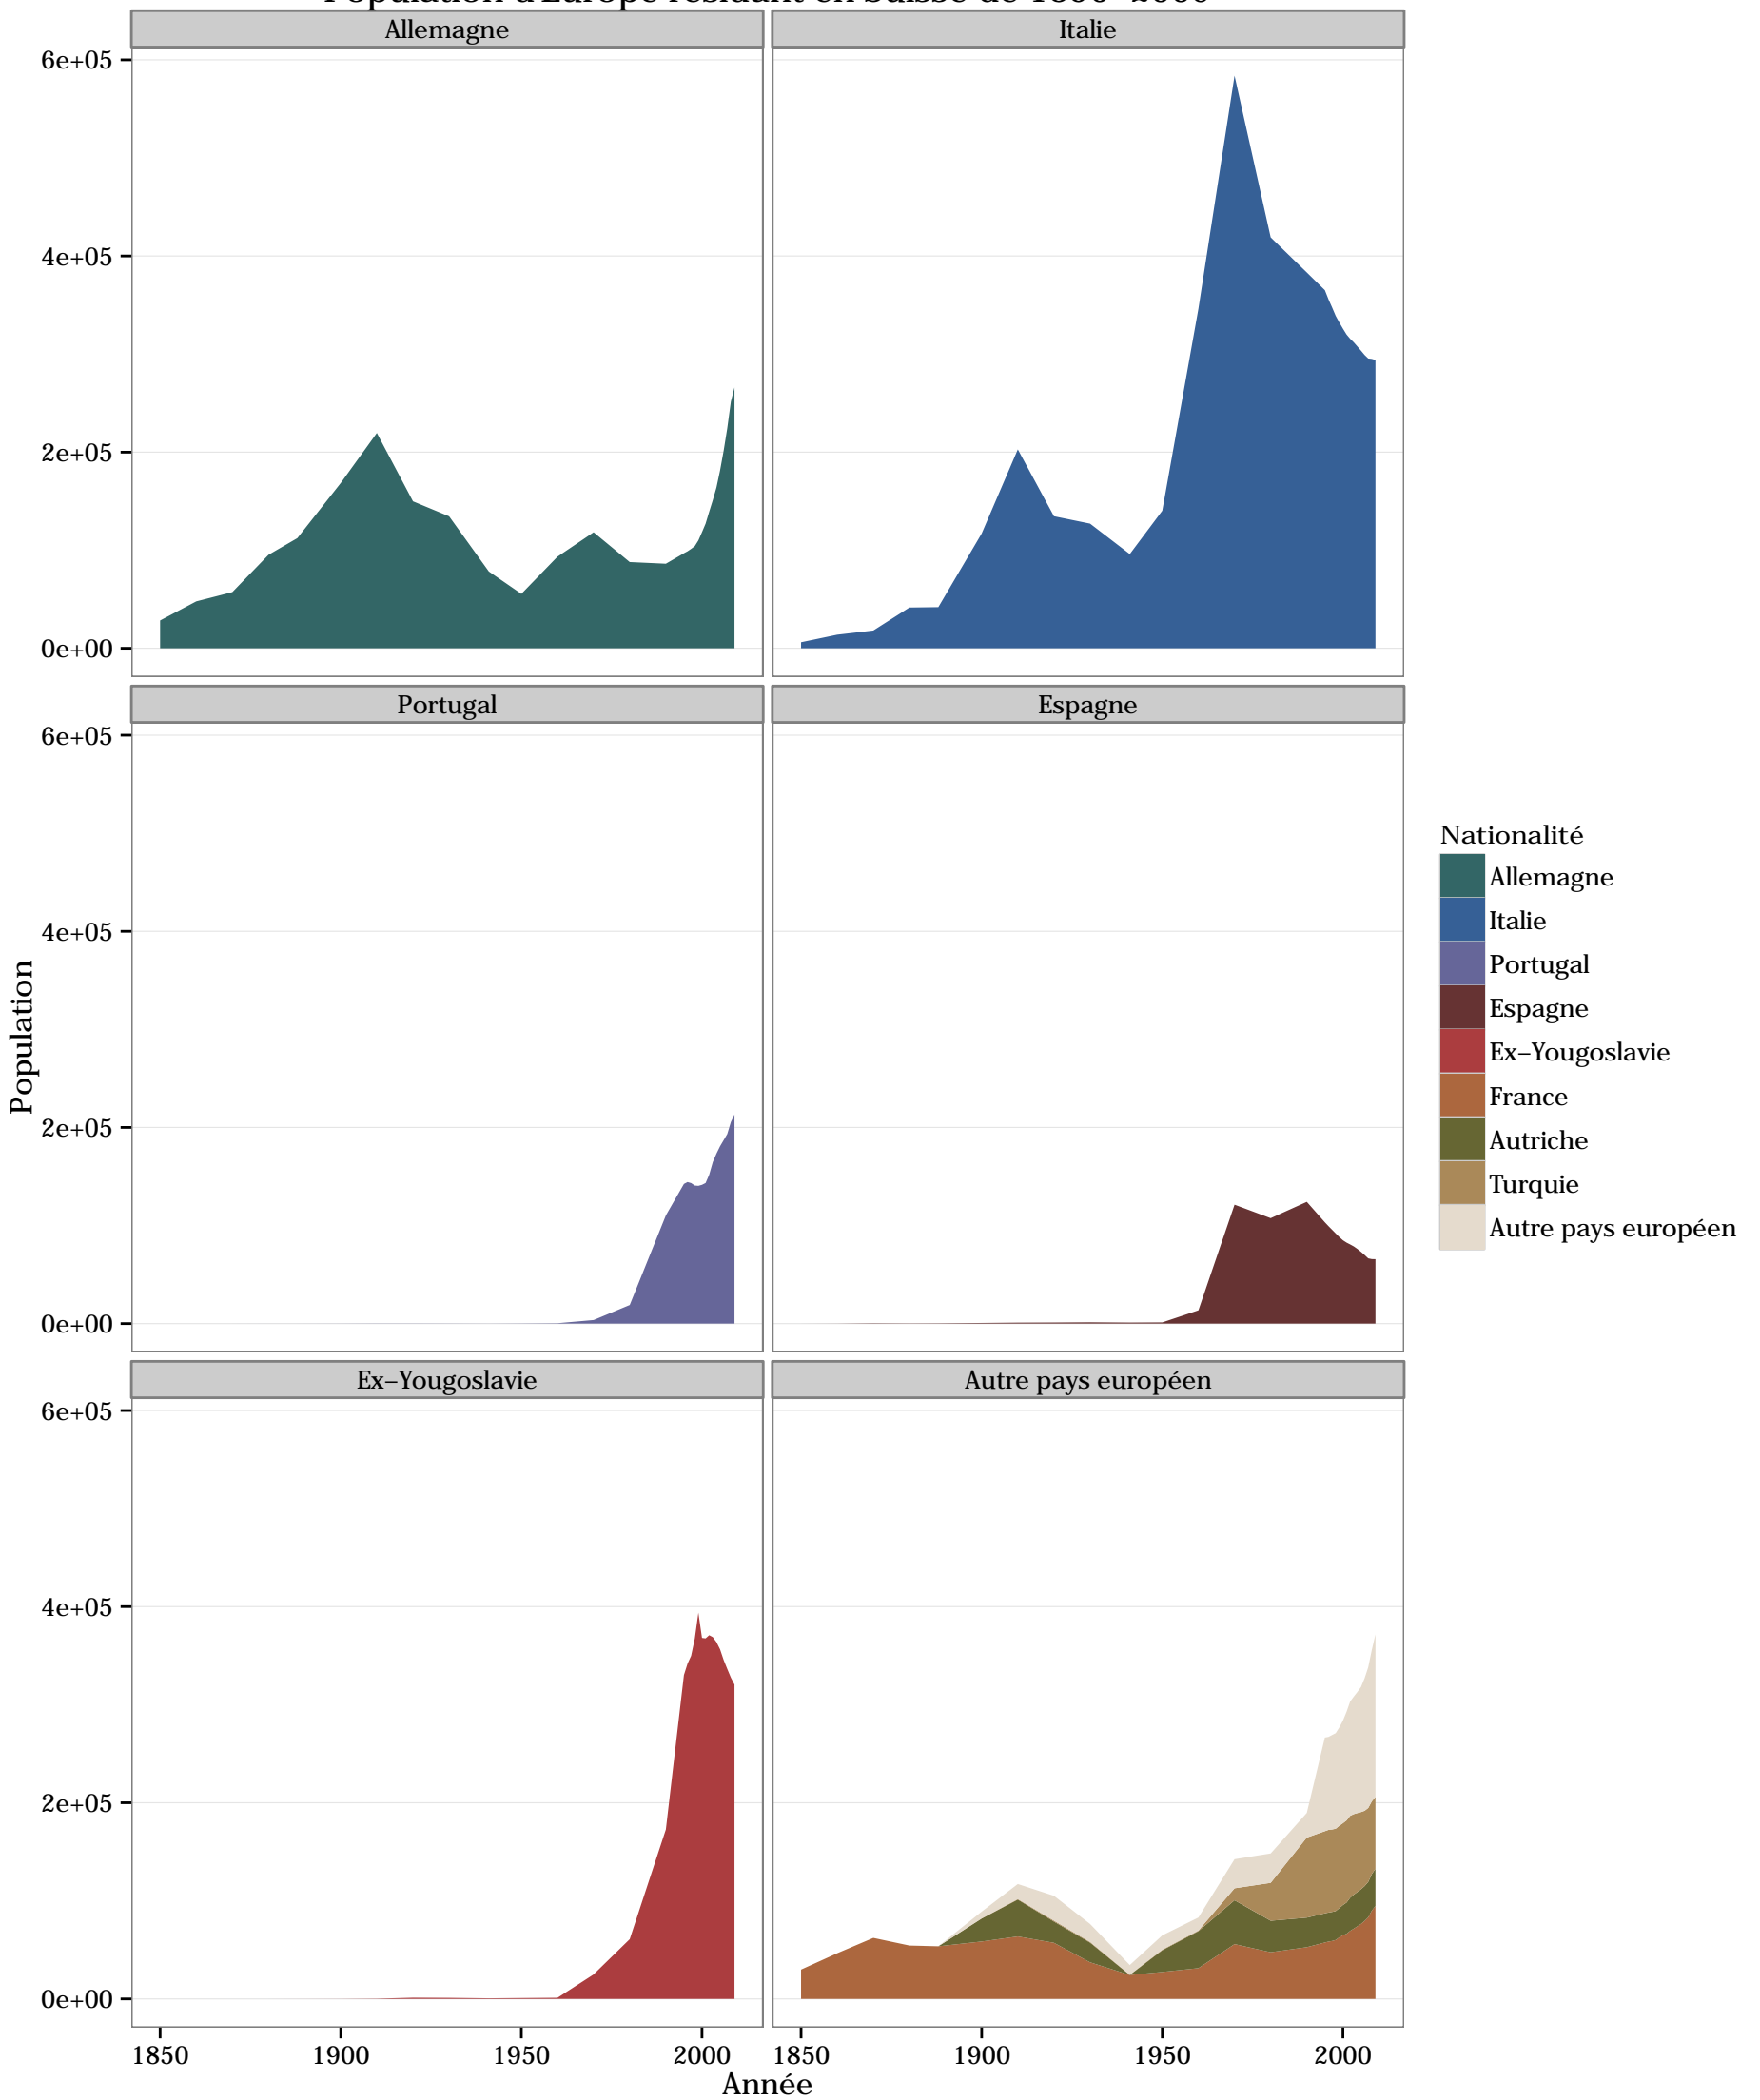 Allemagne
Italie
6e+05
4e+05
2e+05
0e+00
Portugal
Espagne
6e+05
4e+05
2e+05
0e+00
Ex−Yougoslavie
Autre pays européen
6e+05
4e+05
2e+05
0e+00
1850 1900 1950 2000
1850 1900 1950 2000
Année
Population
Nationalité
Allemagne
Italie
Portugal
Espagne
Ex−Yougoslavie
France
Autriche
Turquie
Autre pays européen